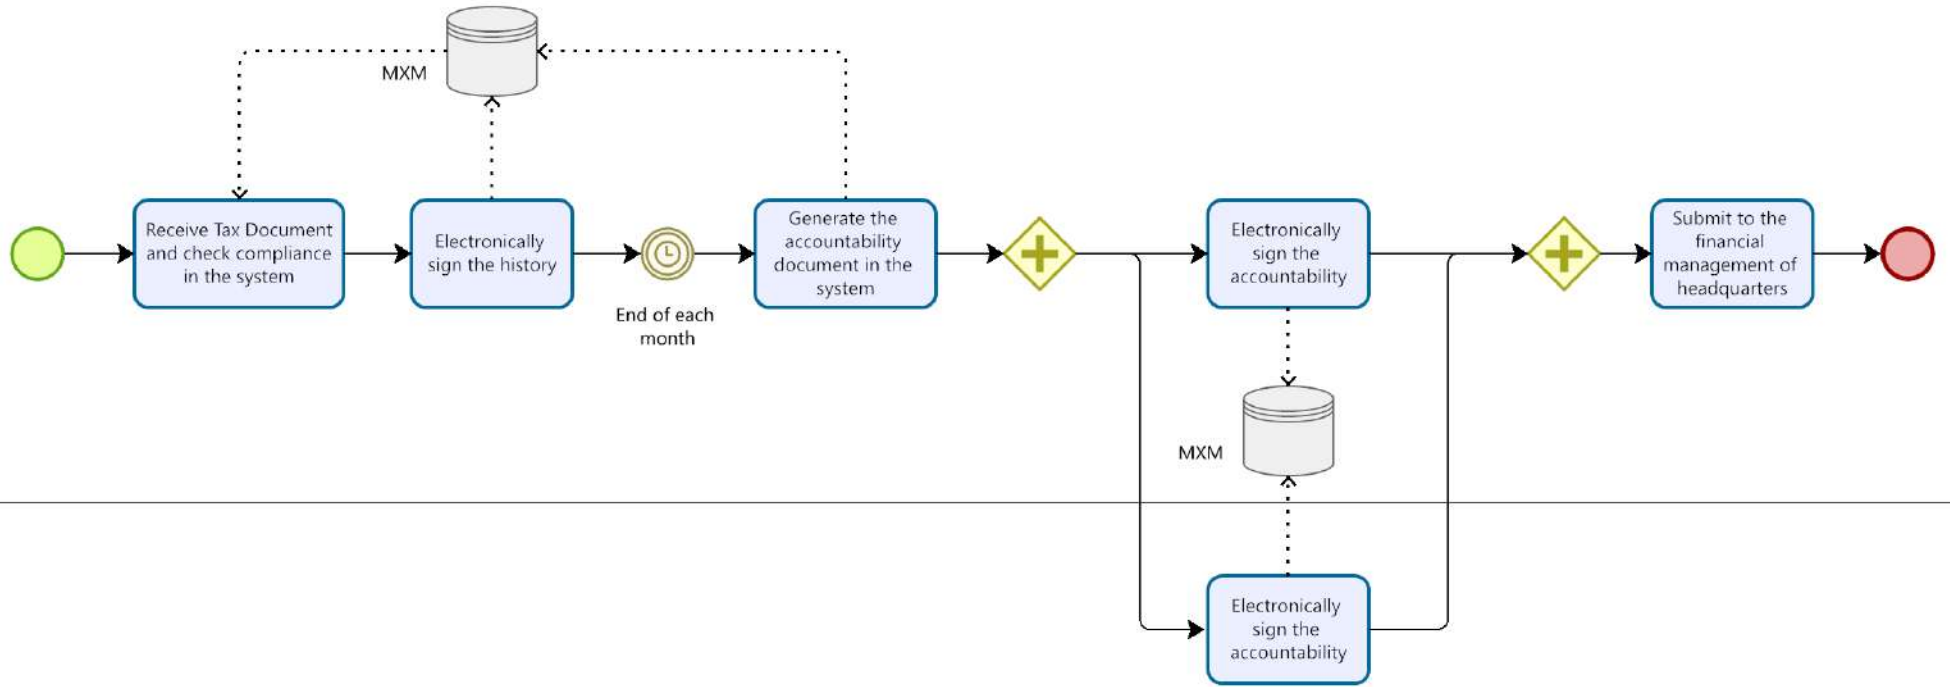 MXM
Receive Tax Document
and check compliance
in the system
Electronically
sign the history
End of each
month
Generate the
accountability
document in the
system
Electronically
sign the
accountability
MXM
Electronically
sign the
accountability
Submit to the
financial
management of
headquarters